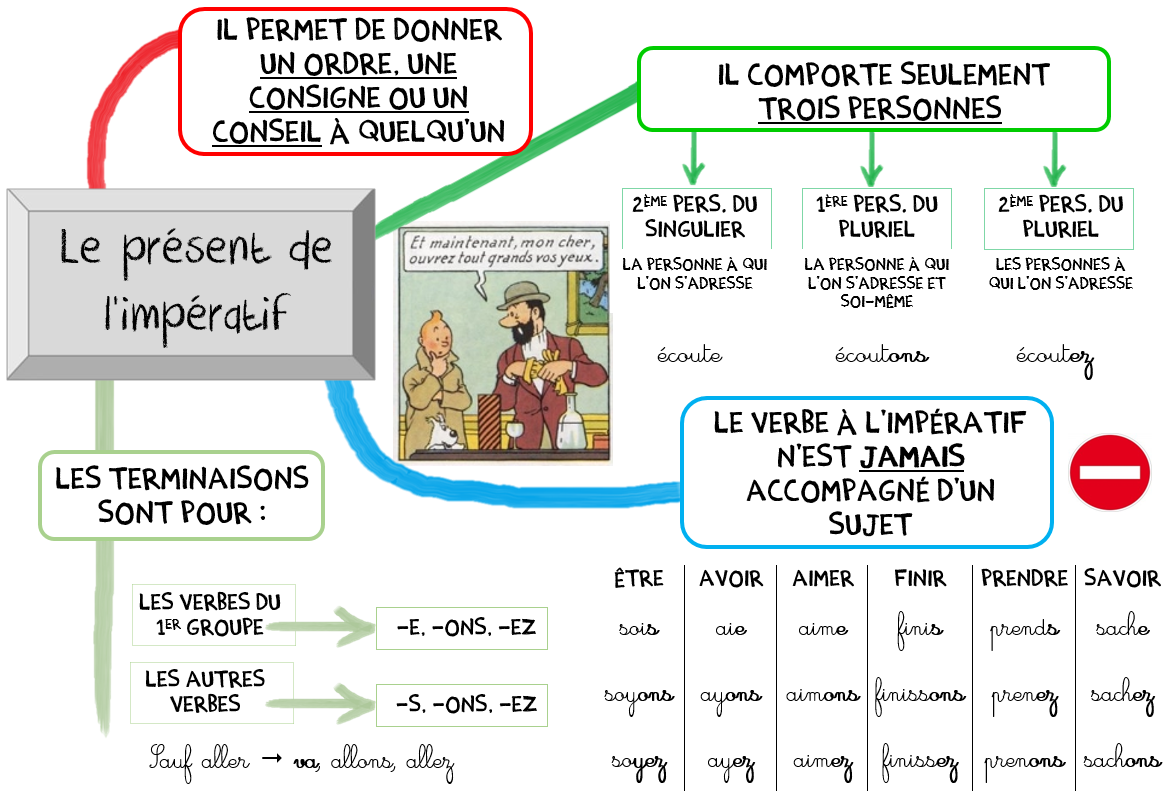 IL PERMET DE DONNER
UN ORDRE, UNE
CONSIGNE OU UN
CONSEIL À QUELQU'UN
IL COMPORTE SEULEMENT
TROIS PERSONNES
2ÈME PERS. DU
SINGULIER
LA PERSONNE À QUI
L'ON S'ADRESSE
écoute
1ÈRE PERS. DU
PLURIEL
LA PERSONNE À QUI
L'ON S'ADRESSE ET
SOI-MÊME
écoutons
2ÈME PERS. DU
PLURIEL
LES PERSONNES À
QUI L'ON S'ADRESSE
écoutez
Le présent de
l'impératif
Et maintenant, mon cher,
ouvrez tout grands vos yeux.
LE VERBE À L'IMPÉRATIF
N'EST JAMAIS
ACCOMPAGNÉ D'UN
SUJET
LES TERMINAISONS
SONT POUR :
LES VERBES DU
1ER GROUPE
-E, -ONS, -EZ
LES AUTRES
VERBES
-S, -ONS, -EZ
Sauf aller → va, allons, allez
ÊTRE AVOIR AIMER FINIR PRENDRE SAVOIR
sois aie aime finis prends sache
soyons ayons aimons finissons prenez sachez
soyez ayez aimez finissez prenons sachons